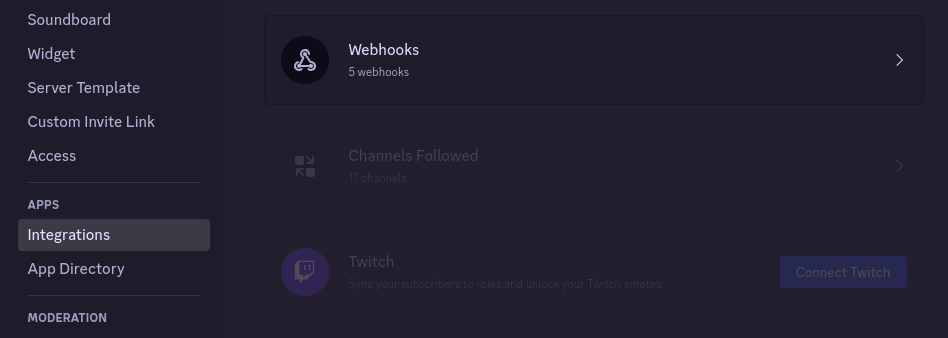 Soundboard
Widget
Server Template
Custom Invite Link
Access
APPS
Integrations
App Directory
MODERATION
Webhooks
5 webhooks
Channels Followed
17 channels
Twitch
Sync your subscribers to roles and unlock your Twitch emotes
Connect Twitch